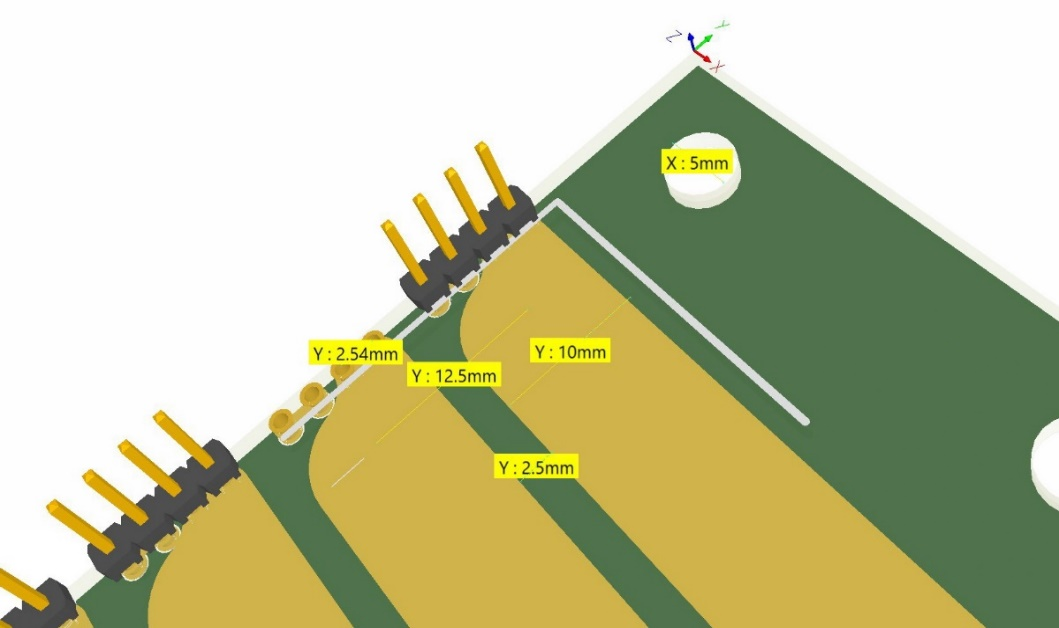 Z
Y
X
X : 5mm
Y : 2.54mm
Y : 10mm
Y : 12.5mm
Y : 2.5mm